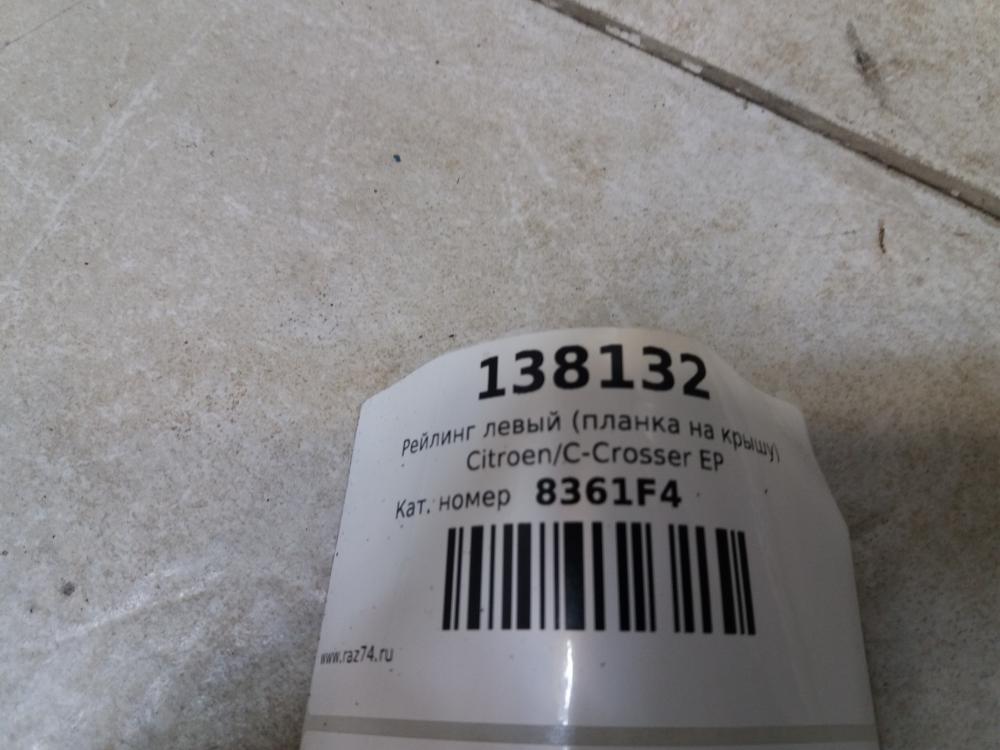 138132
Рейлинг левый (планка на крышу)
Citroen/C-Crosser EP
Кат. номер 8361F4
www.raz74.ru